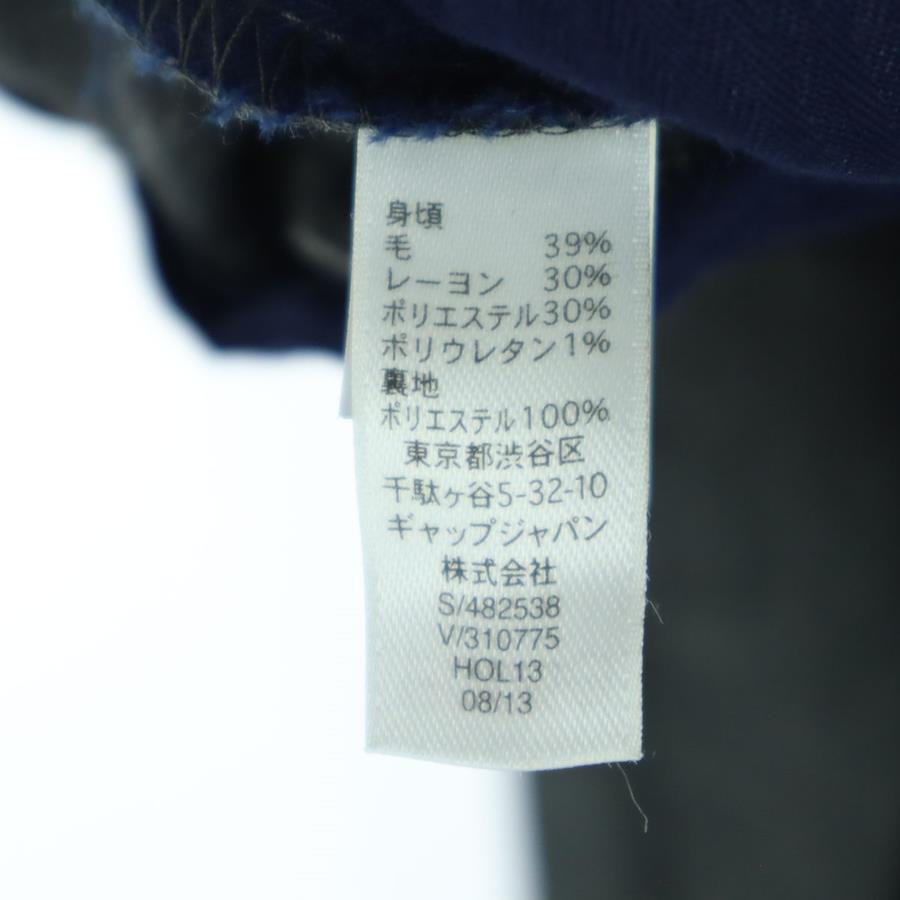 身頃
毛 39%
レーヨン 30%
ポリエステル30%
ポリウレタン1%
裏地
ポリエステル100%
東京都渋谷区
千駄ヶ谷5-32-10
ギャップジャパン
株式会社
S/482538
V/310775
HOL13
08/13